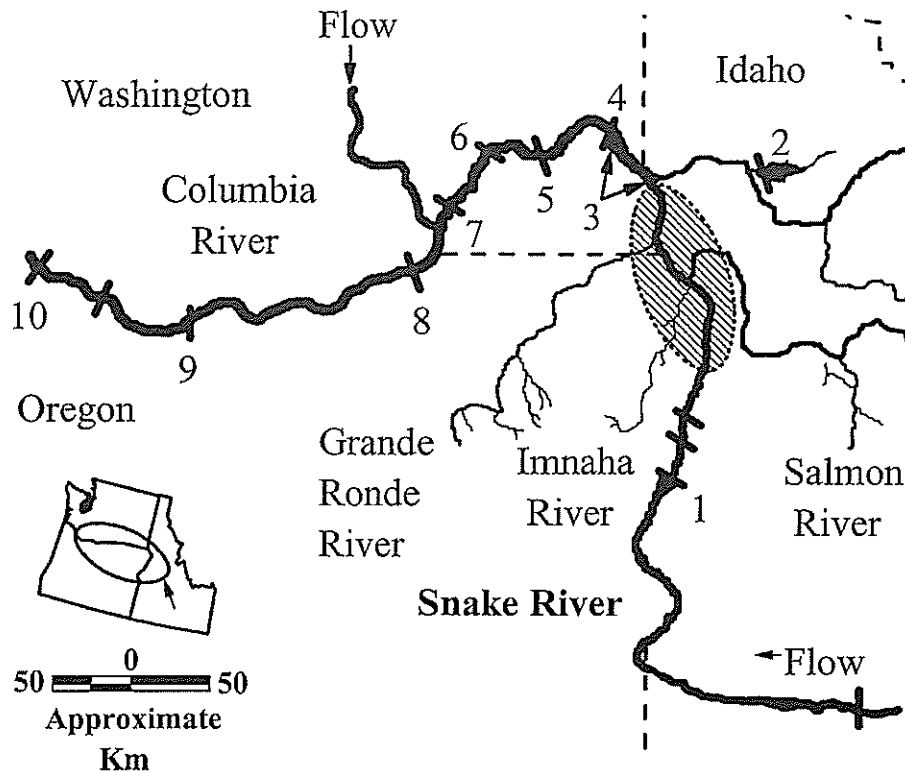 Flow
Washington
Idaho
4
6
2
Columbia
River
5
3
7
10
8
9
Oregon
Grande
Ronde
River
Imnaha
River
Salmon
River
1
Snake River
Flow
0
50
50
Approximate
Km